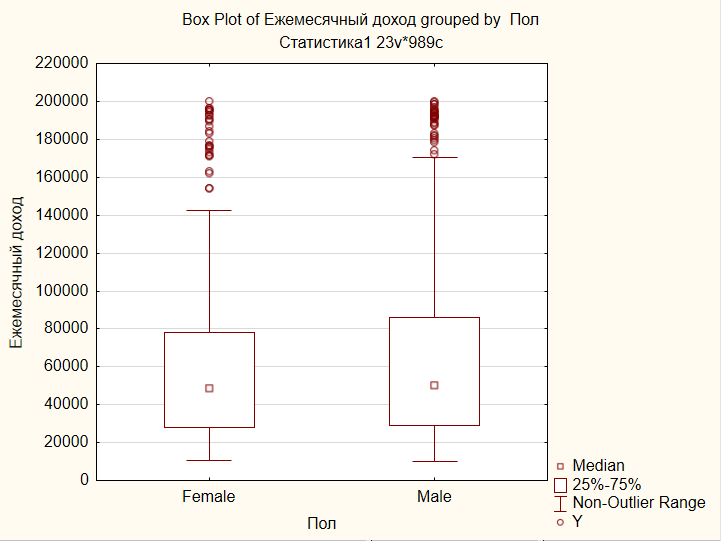 Box Plot of Ежемесячный доход grouped by  Пол
Статистика1 23v*989c
220000
200000
180000
160000
140000
120000
100000
80000
60000
40000
20000
0
Ежемесячный доход
Female
Male
Пол
Median
25%-75%
Non-Outlier Range
Y